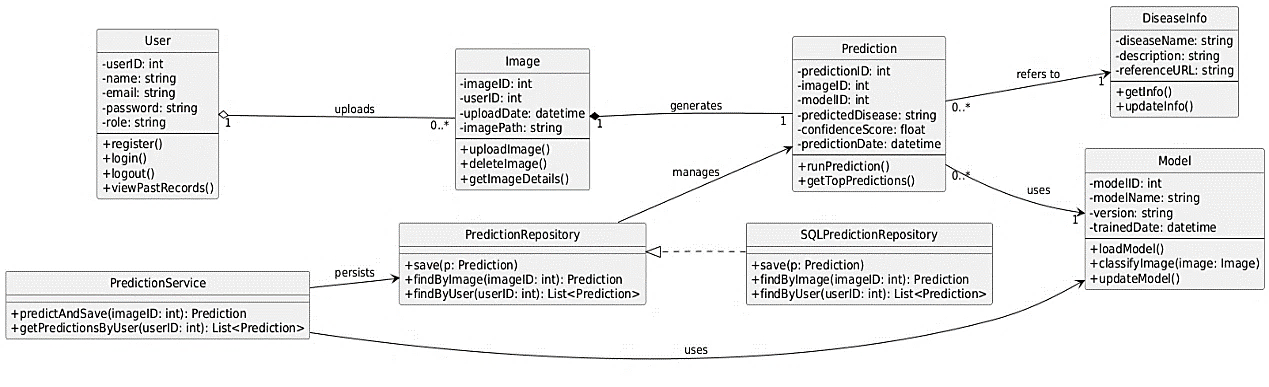 User
-userID: int
-name: string
-email: string
-password: string
-role: string
+register()
+login()
+logout()
+viewPastRecords()
1
uploads
0..*
Image
-imageID: int
-userID: int
-uploadDate: datetime
-imagePath: string
+uploadImage()
+deleteImage()
+getImageDetails()
1
generates
1
Prediction
-predictionID: int
-imageID: int
-modelID: int
-predictedDisease: string
-confidenceScore: float
-predictionDate: datetime
+runPrediction()
+getTopPredictions()
0..*
refers to
1
DiseaseInfo
-diseaseName: string
-description: string
-referenceURL: string
+getInfo()
+updateInfo()
0..*
uses
1
Model
-modelID: int
-modelName: string
-version: string
-trainedDate: datetime
+loadModel()
+classifyImage(image: Image)
+updateModel()
manages
PredictionRepository
+save(p: Prediction)
+findByImage(imageID: int): Prediction
+findByUser(userID: int): List<Prediction>
SQLPredictionRepository
+save(p: Prediction)
+findByImage(imageID: int): Prediction
+findByUser(userID: int): List<Prediction>
persists
PredictionService
+predictAndSave(imageID: int): Prediction
+getPredictionsByUser(userID: int): List<Prediction>
uses